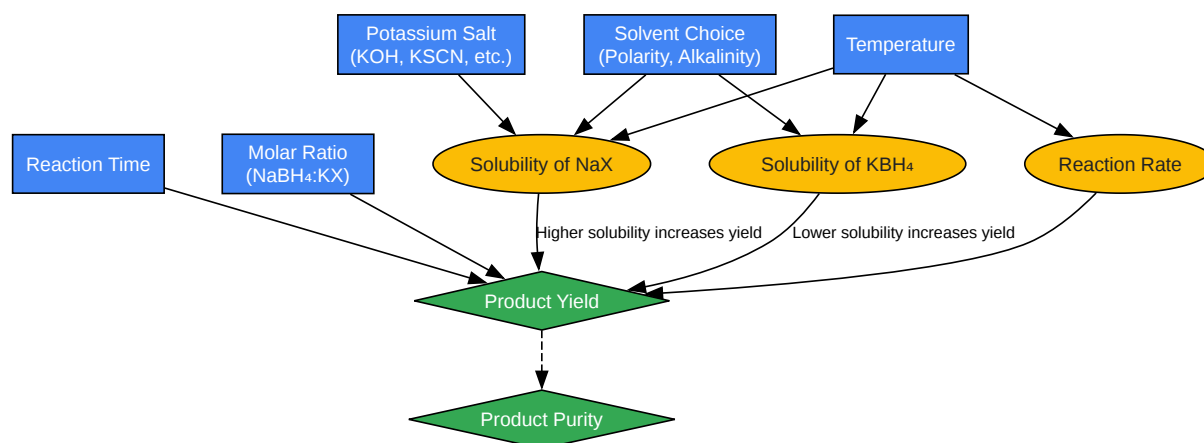 Potassium Salt
(KOH, KSCN, etc.)
Solvent Choice
(Polarity, Alkalinity)
Temperature
Reaction Time
Molar Ratio
(NaBH₄:KX)
Solubility of NaX
Solubility of KBH₄
Reaction Rate
Higher solubility increases yield
Lower solubility increases yield
Product Yield
Product Purity